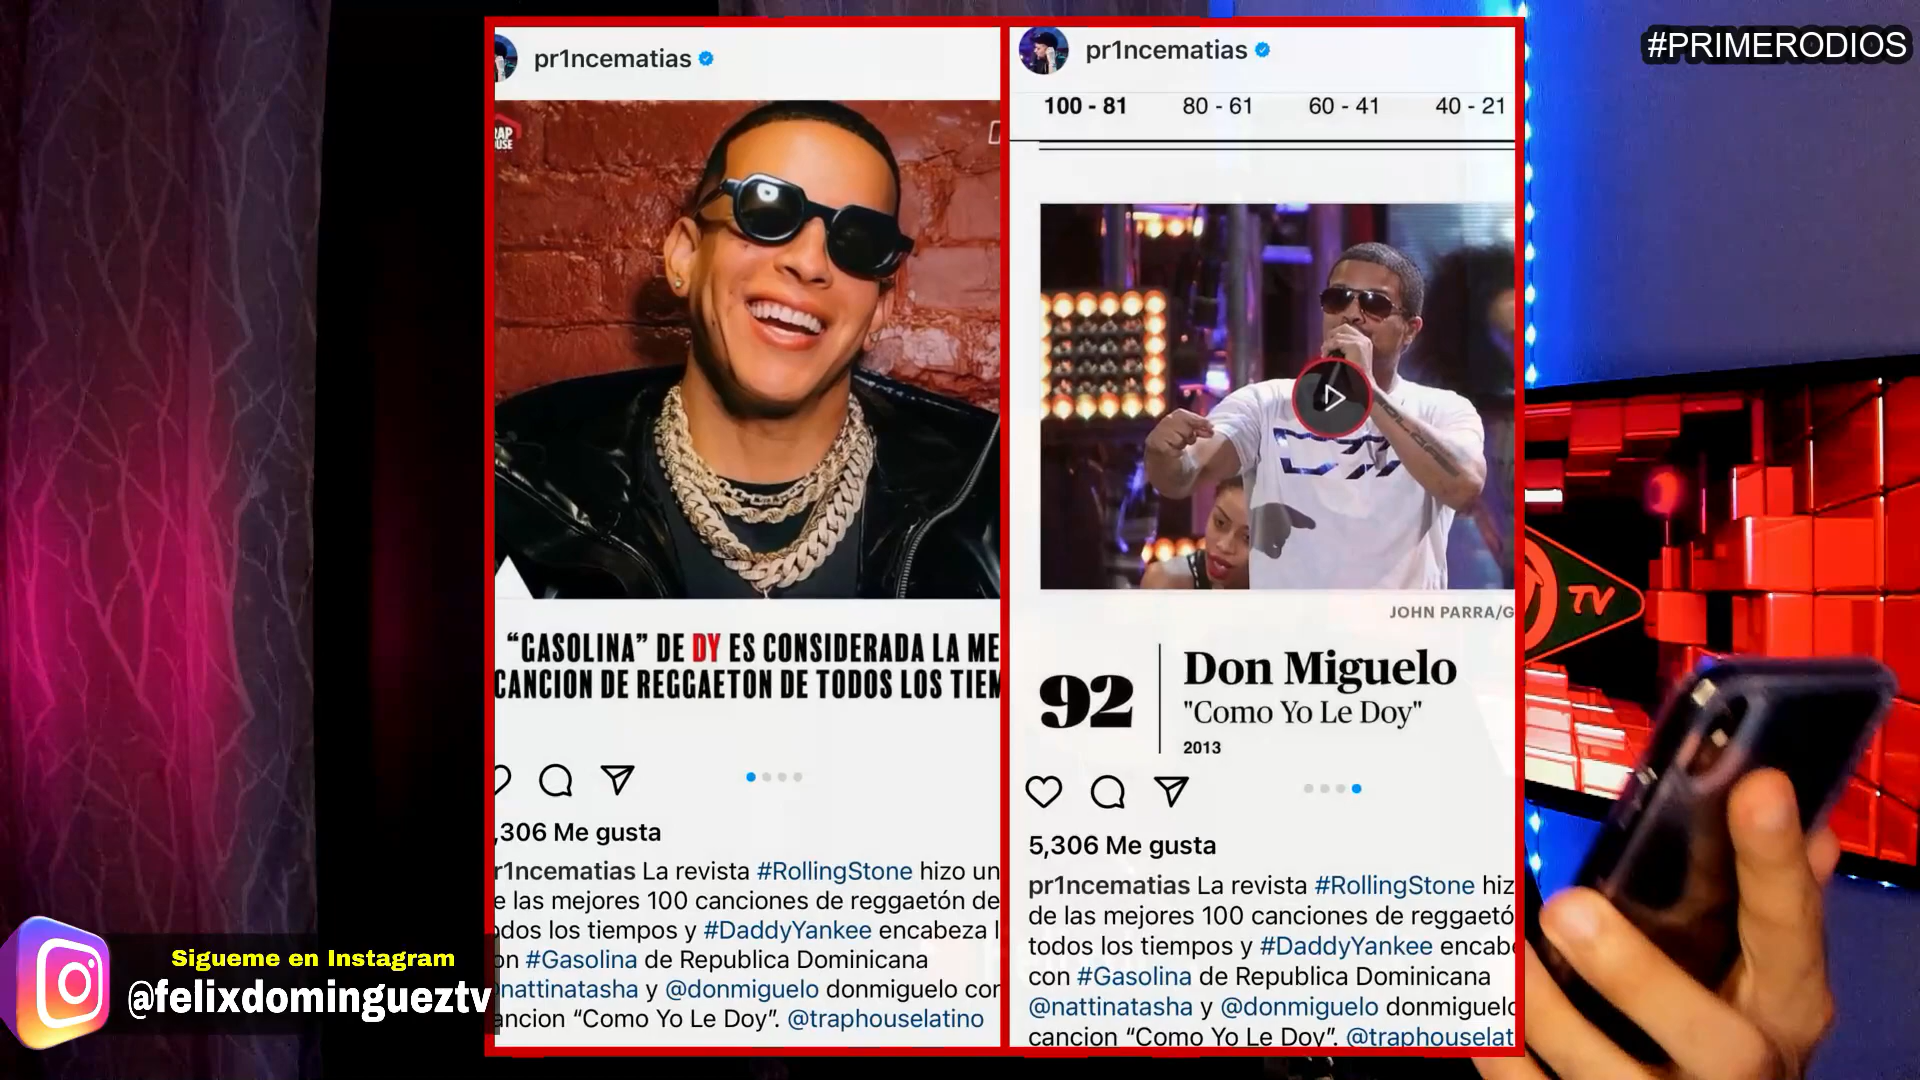 #PRIMERODIOS
pr1ncematias
RAP
USE
“GASOLINA” DE DY ES CONSIDERADA LA ME
CANCION DE REGGAETON DE TODOS LOS TIEM
,306 Me gusta
r1ncematias La revista #RollingStone hizo un
e las mejores 100 canciones de reggaetón de
odos los tiempos y #DaddyYankee encabeza l
on #Gasolina de Republica Dominicana
nattinatasha y @donmiguelo donmiguelo cor
ancion “Como Yo Le Doy”. @traphouselatino
pr1ncematias
100 - 81 80 - 61 60 - 41 40 - 21
JOHN PARRA/G
92
Don Miguelo
"Como Yo Le Doy"
2013
5,306 Me gusta
pr1ncematias La revista #RollingStone hiz
de las mejores 100 canciones de reggaetó
todos los tiempos y #DaddyYankee encabe
con #Gasolina de Republica Dominicana
@nattinatasha y @donmiguelo donmiguelo
cancion “Como Yo Le Doy”. @traphouselat
TV
Sigueme en Instagram
@felixdomingueztv